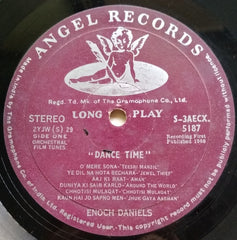 ANGEL RECORDS
Regd. Td. Mk. of The Gramophone Co., Ltd.
LONG PLAY
STEREO
S-3AECX.
5187
2YJW (S) 29
SIDE ONE
ORCHESTRAL
FILM TUNES
Recording First
Published 1968
"DANCE TIME"
O' MERE SONA-"TEESRI MANZIL"
YE DIL NA HOTA BECHARA-"JEWEL THIEF"
AAJ KI RAAT-"AMAN"
DUNIYA KI SAIR KARLO-"AROUND THE WORLD"
CHHOTISI MULAQAT-"CHHOTISI MULAQAT"
KAUN HAI JO SAPNO MEN-"JHUK GAYA AASMAN"
ENOCH DANIELS